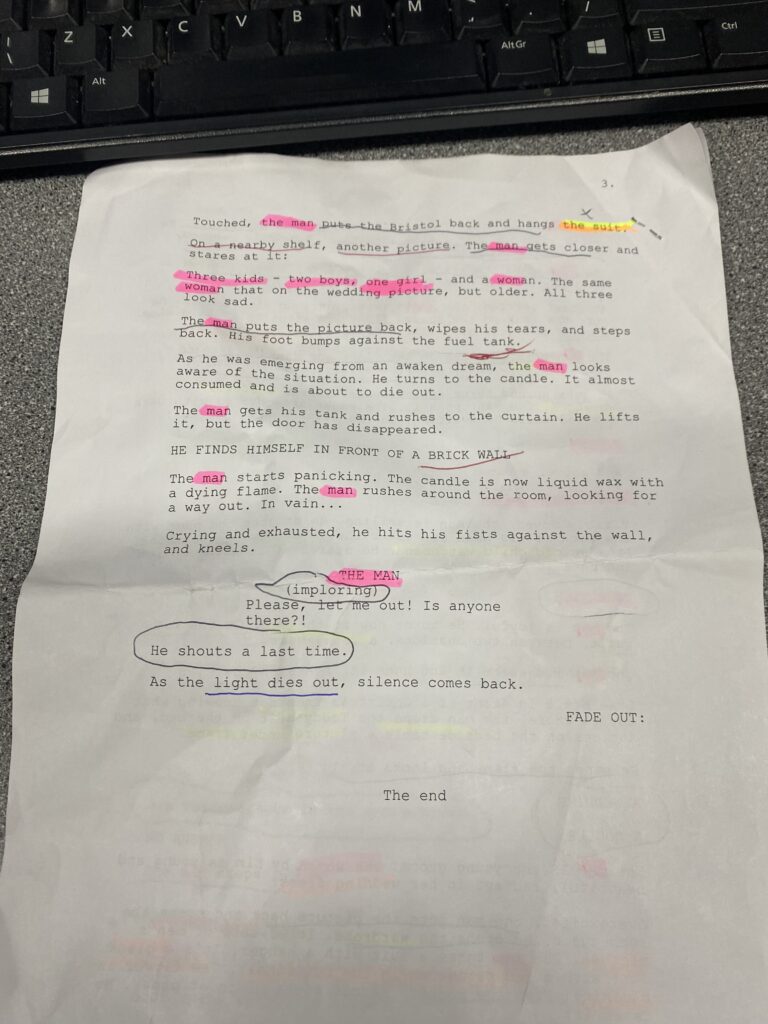 \ Z X C V B N M
Alt AltGr Ctrl
3.
Touched, the man puts the Bristol back and hangs the suit.
On a nearby shelf, another picture. The man gets closer and
stares at it:
Three kids - two boys, one girl - and a woman. The same
woman that on the wedding picture, but older. All three
look sad.
The man puts the picture back, wipes his tears, and steps
back. His foot bumps against the fuel tank.
As he was emerging from an awaken dream, the man looks
aware of the situation. He turns to the candle. It almost
consumed and is about to die out.
The man gets his tank and rushes to the curtain. He lifts
it, but the door has disappeared.
HE FINDS HIMSELF IN FRONT OF A BRICK WALL
The man starts panicking. The candle is now liquid wax with
a dying flame. The man rushes around the room, looking for
a way out. In vain...
Crying and exhausted, he hits his fists against the wall,
and kneels.
THE MAN
(imploring)
Please, let me out! Is anyone
there?!
He shouts a last time.
As the light dies out, silence comes back.
FADE OUT:
The end